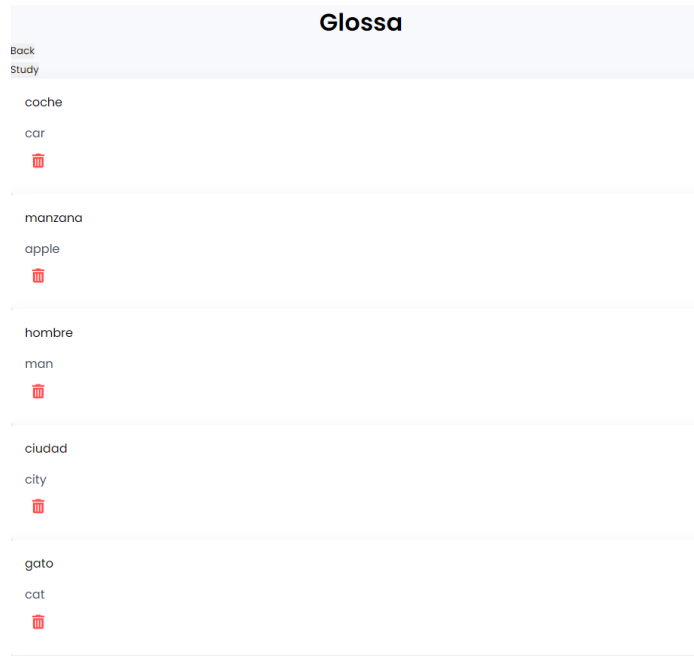 Glossa
Back
Study
coche
car
manzana
apple
hombre
man
ciudad
city
gato
cat